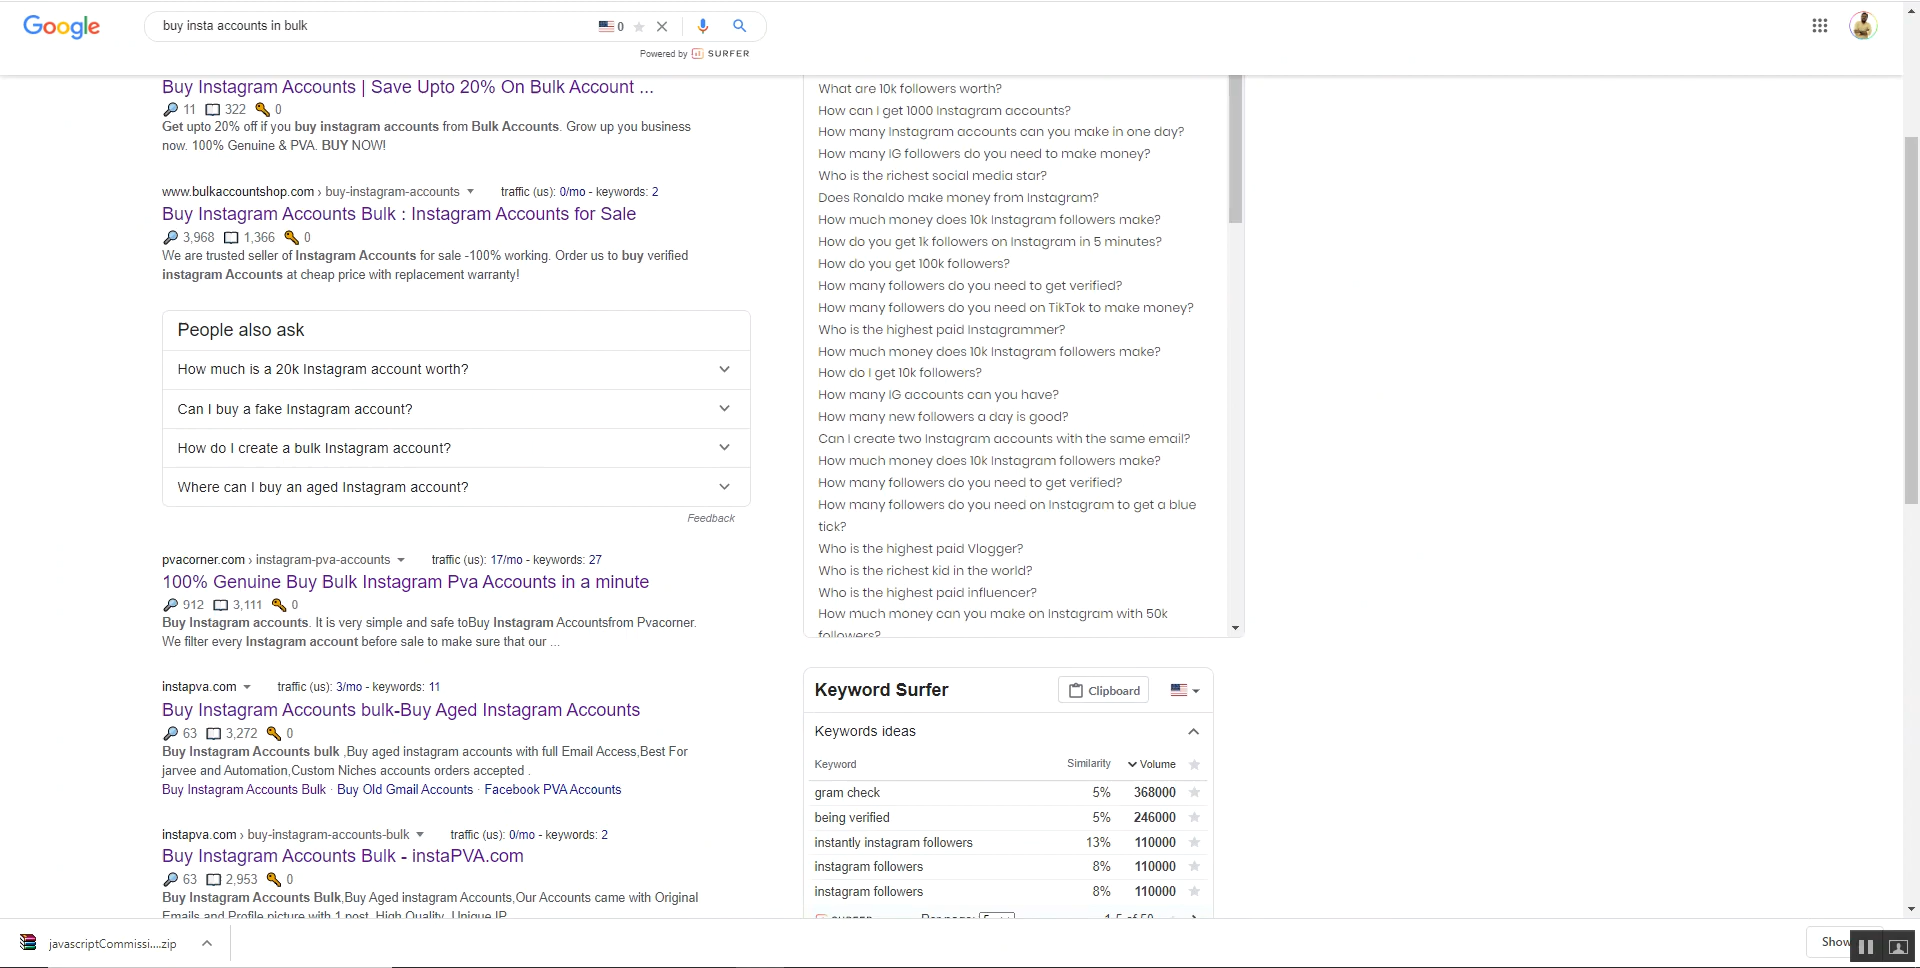 Google
buy insta accounts in bulk
0
Powered by SURFER
Buy Instagram Accounts | Save Upto 20% On Bulk Account ...
11 322 0
Get upto 20% off if you buy instagram accounts from Bulk Accounts. Grow up you business
now. 100% Genuine & PVA. BUY NOW!
www.bulkaccountshop.com › buy-instagram-accounts traffic (us): 0/mo - keywords: 2
Buy Instagram Accounts Bulk : Instagram Accounts for Sale
3,968 1,366 0
We are trusted seller of Instagram Accounts for sale -100% working. Order us to buy verified
instagram Accounts at cheap price with replacement warranty!
People also ask
How much is a 20k Instagram account worth?
Can I buy a fake Instagram account?
How do I create a bulk Instagram account?
Where can I buy an aged Instagram account?
Feedback
pvacorner.com › instagram-pva-accounts traffic (us): 17/mo - keywords: 27
100% Genuine Buy Bulk Instagram Pva Accounts in a minute
912 3,111 0
Buy Instagram accounts. It is very simple and safe toBuy Instagram Accountsfrom Pvacorner.
We filter every Instagram account before sale to make sure that our ...
instapva.com traffic (us): 3/mo - keywords: 11
Buy Instagram Accounts bulk-Buy Aged Instagram Accounts
63 3,272 0
Buy Instagram Accounts bulk ,Buy aged instagram accounts with full Email Access,Best For
jarvee and Automation,Custom Niches accounts orders accepted .
Buy Instagram Accounts Bulk · Buy Old Gmail Accounts · Facebook PVA Accounts
instapva.com › buy-instagram-accounts-bulk traffic (us): 0/mo - keywords: 2
Buy Instagram Accounts Bulk - instaPVA.com
63 2,953 0
Buy Instagram Accounts Bulk,Buy Aged instagram Accounts,Our Accounts came with Original
Emails and Profile picture with 1 post, High Quality, Unique IP
What are 10k followers worth?
How can I get 1000 Instagram accounts?
How many Instagram accounts can you make in one day?
How many IG followers do you need to make money?
Who is the richest social media star?
Does Ronaldo make money from Instagram?
How much money does 10k Instagram followers make?
How do you get 1k followers on Instagram in 5 minutes?
How do you get 100k followers?
How many followers do you need to get verified?
How many followers do you need on TikTok to make money?
Who is the highest paid Instagrammer?
How much money does 10k Instagram followers make?
How do I get 10k followers?
How many IG accounts can you have?
How many new followers a day is good?
Can I create two Instagram accounts with the same email?
How much money does 10k Instagram followers make?
How many followers do you need to get verified?
How many followers do you need on Instagram to get a blue
tick?
Who is the highest paid Vlogger?
Who is the richest kid in the world?
Who is the highest paid influencer?
How much money can you make on Instagram with 50k
followers?
Keyword Surfer Clipboard
Keywords ideas
Keyword Similarity Volume
gram check 5% 368000
being verified 5% 246000
instantly instagram followers 13% 110000
instagram followers 8% 110000
instagram followers 8% 110000
SURFER Per page: 5 1-5 of 50
javascriptCommissi....zip
Show